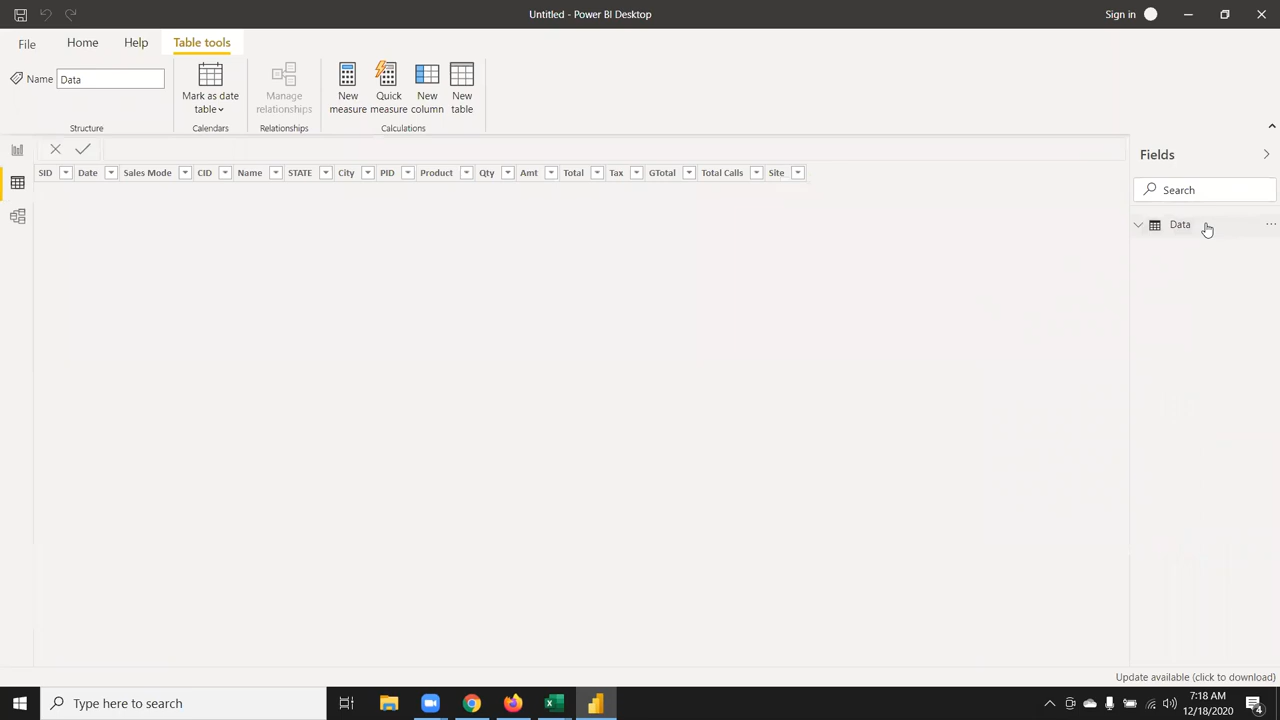 Untitled - Power BI Desktop
Sign in
File
Home
Help
Table tools
Name
Data
Mark as date
table
Manage
relationships
New
measure
Quick
measure
New
column
New
table
Structure
Calendars
Relationships
Calculations
Fields
Search
Data
SID
Date
Sales Mode
CID
Name
STATE
City
PID
Product
Qty
Amt
Total
Tax
GTotal
Total Calls
Site
Update available (click to download)
Type here to search
7:18 AM
12/18/2020
4